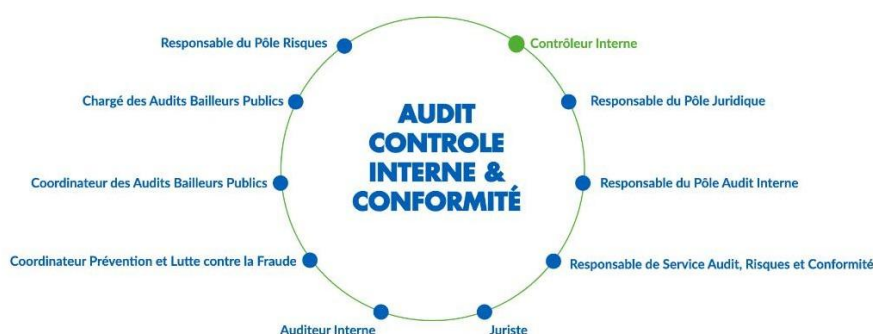 Responsable du Pôle Risques
Contrôleur Interne
Chargé des Audits Bailleurs Publics
Responsable du Pôle Juridique
AUDIT
CONTROLE
INTERNE &
CONFORMITÉ
Coordinateur des Audits Bailleurs Publics
Responsable du Pôle Audit Interne
Coordinateur Prévention et Lutte contre la Fraude
Responsable de Service Audit, Risques et Conformité
Auditeur Interne
Juriste